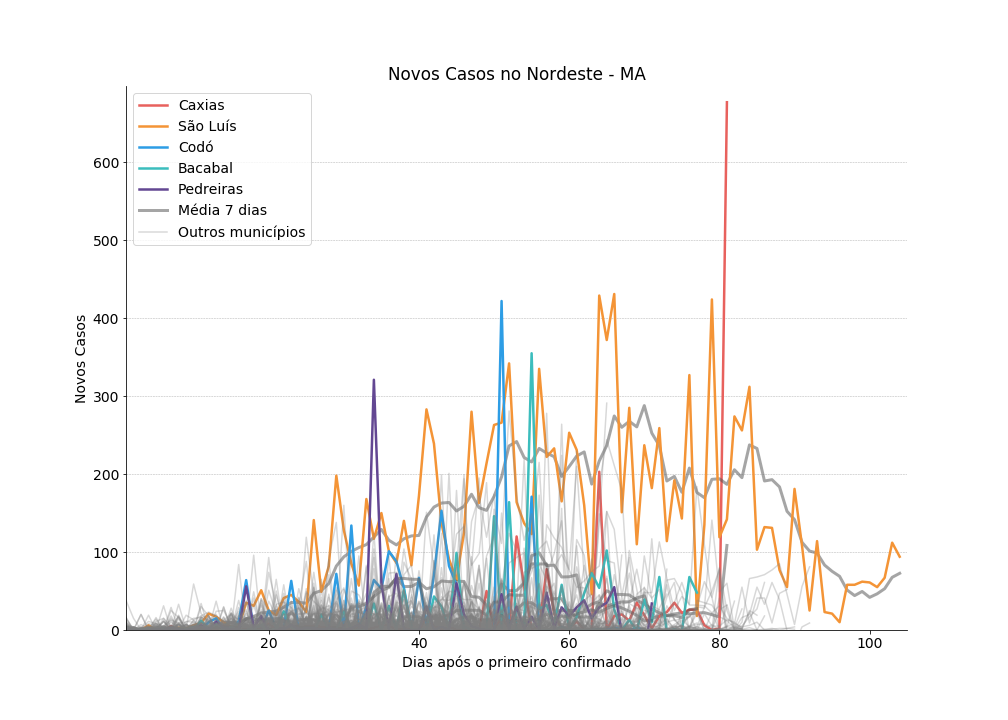 Novos Casos no Nordeste - MA
Caxias
São Luís
Codó
Bacabal
Pedreiras
Média 7 dias
Outros municípios
Novos Casos
600
500
400
300
200
100
0
20
40
60
80
100
Dias após o primeiro confirmado